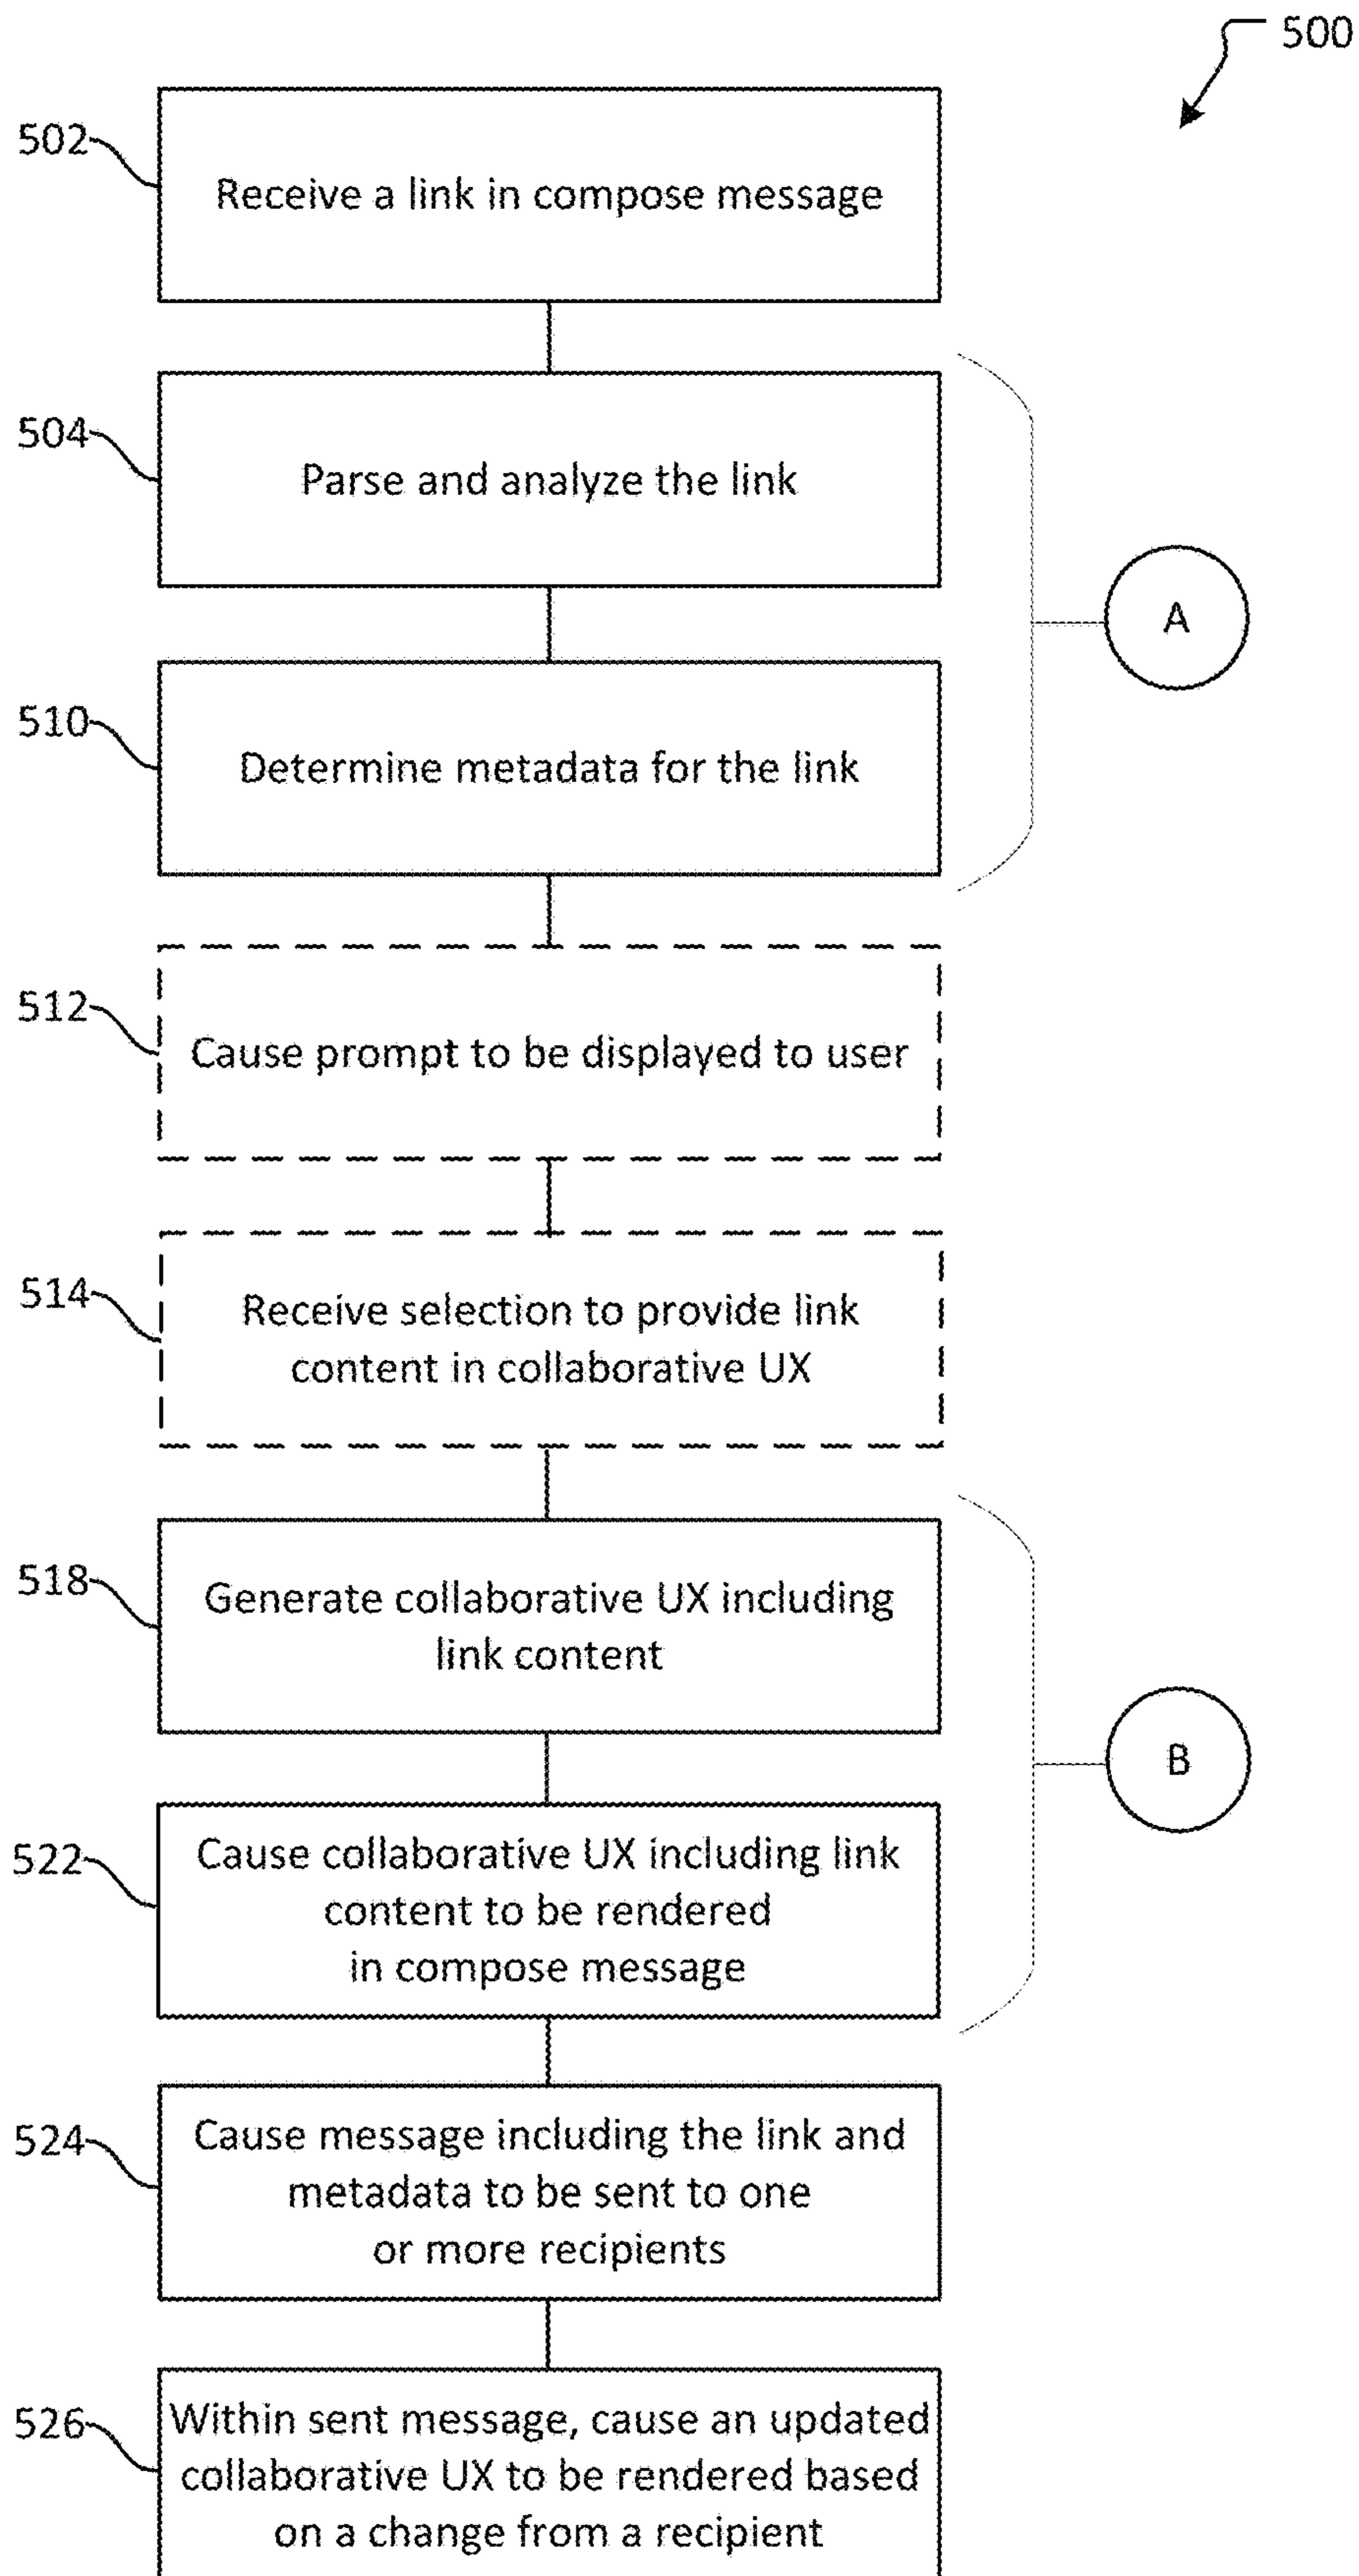 500
502
Receive a link in compose message
504
Parse and analyze the link
A
510
Determine metadata for the link
512
Cause prompt to be displayed to user
514
Receive selection to provide link
content in collaborative UX
518
Generate collaborative UX including
link content
B
522
Cause collaborative UX including link
content to be rendered
in compose message
524
Cause message including the link and
metadata to be sent to one
or more recipients
526
Within sent message, cause an updated
collaborative UX to be rendered based
on a change from a recipient